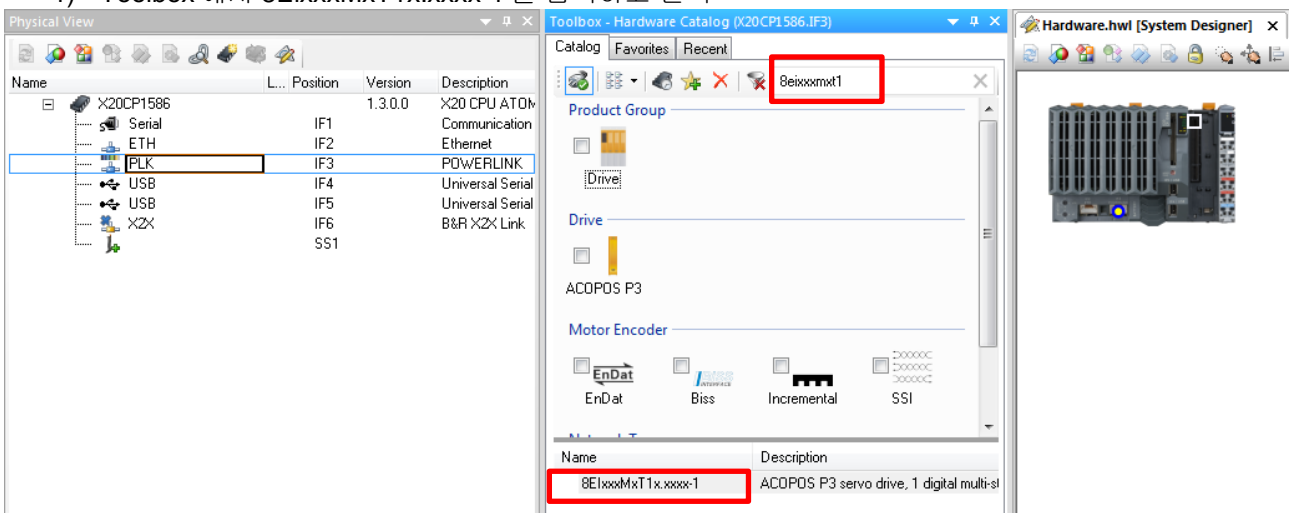 Physical View
Name L... Position Version Description
X20CP1586 1.3.0.0 X20 CPU ATOM
Serial IF1 Communication
ETH IF2 Ethernet
PLK IF3 POWERLINK
USB IF4 Universal Serial
USB IF5 Universal Serial
X2X IF6 B&R X2X Link
SS1
Toolbox - Hardware Catalog (X20CP1586.IF3)
Catalog Favorites Recent
8eixxxmxt1
Product Group
Drive
Drive
ACOPOS P3
Motor Encoder
EnDat
EnDat Biss Incremental SSI
Name Description
8EIxxxMxT1x.xxxx-1 ACOPOS P3 servo drive, 1 digital multi-
Hardware.hwl [System Designer]